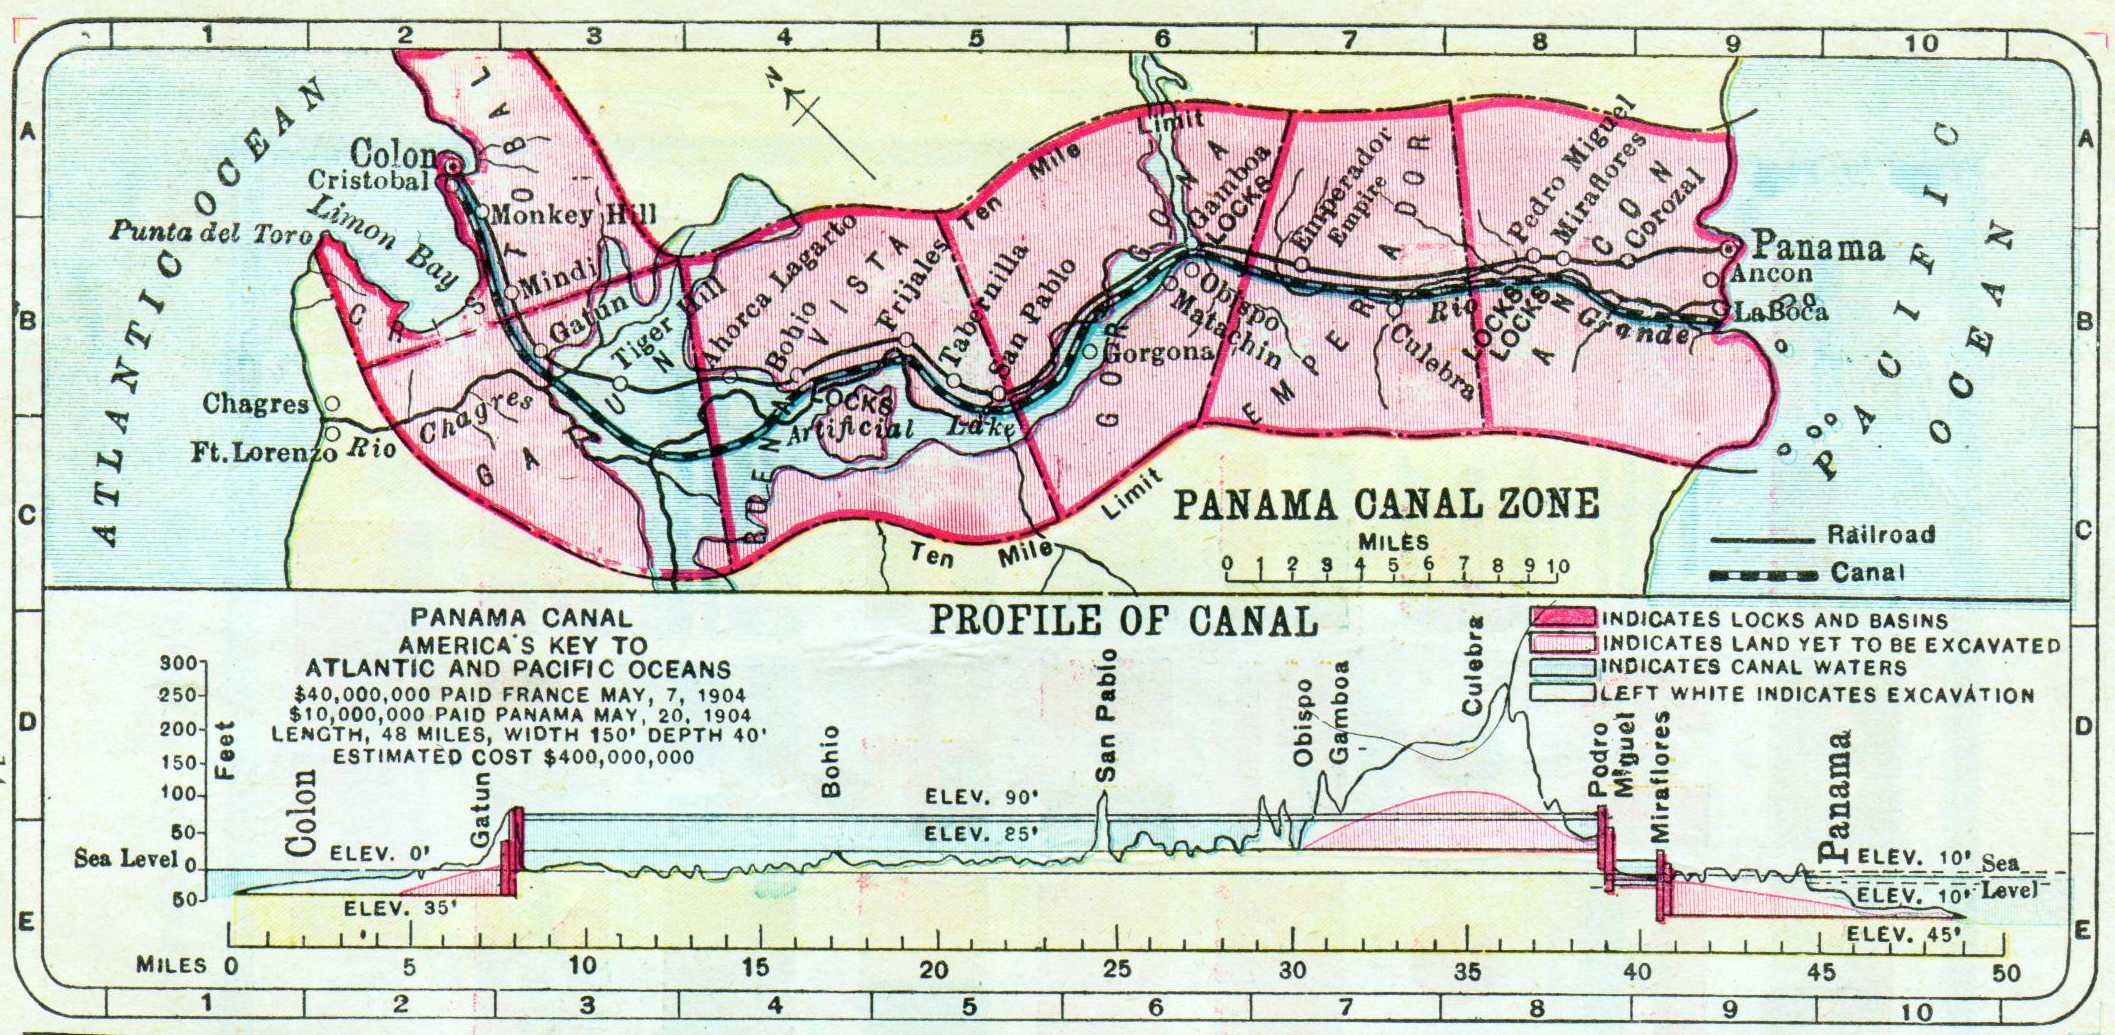 1 2 3 4 5 6 7 8 9 10
A
B
C
D
E
A
B
C
D
E
ATLANTIC OCEAN
PACIFIC OCEAN
N
CRISTOBAL
Colon
Cristobal
Limon Bay
Punta del Toro
Monkey Hill
Mindi
Gatun
Tiger Hill
Chagres
Ft. Lorenzo
Rio Chagres
GATUN
Ahorca Lagarto
Bohio
BUENA VISTA
Frijales
Tabernilla
San Pablo
LOCKS
Artificial Lake
Ten Mile Limit
GORGONA
Gorgona
Gamboa
LOCKS
Obispo
Matachin
Emperador
Empire
EMPERADOR
Culebra
Rio Grande
LOCKS
LOCKS
Pedro Miguel
Miraflores
Corozal
ANCON
Panama
Ancon
La Boca
Ten Mile Limit
PANAMA CANAL ZONE
MILES
0 1 2 3 4 5 6 7 8 9 10
Railroad
Canal
PROFILE OF CANAL
PANAMA CANAL
AMERICA'S KEY TO
ATLANTIC AND PACIFIC OCEANS
$40,000,000 PAID FRANCE MAY, 7, 1904
$10,000,000 PAID PANAMA MAY, 20, 1904
LENGTH, 48 MILES, WIDTH 150' DEPTH 40'
ESTIMATED COST $400,000,000
INDICATES LOCKS AND BASINS
INDICATES LAND YET TO BE EXCAVATED
INDICATES CANAL WATERS
LEFT WHITE INDICATES EXCAVATION
300
250
200
150
100
50
Sea Level 0
50
Feet
Colon
Gatun
Bohio
San Pablo
Obispo
Gamboa
Culebra
Podro
Miguel
Miraflores
Panama
ELEV. 90'
ELEV. 85'
ELEV. 0'
ELEV. 35'
ELEV. 10' Sea
ELEV. 10' Level
ELEV. 45'
MILES 0 5 10 15 20 25 30 35 40 45 50
1 2 3 4 5 6 7 8 9 10